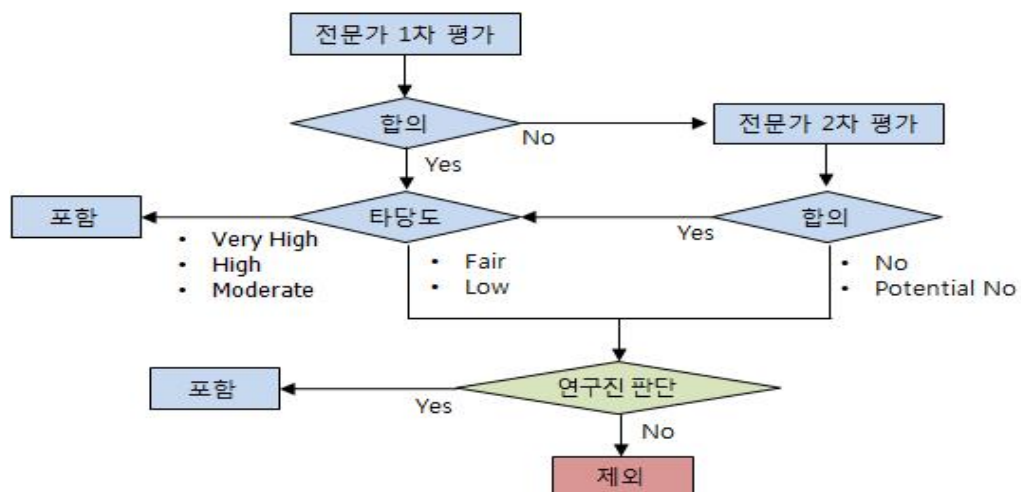 전문가 1차 평가
합의
No
전문가 2차 평가
Yes
포함
타당도
Yes
합의
• Very High
• High
• Moderate
• Fair
• Low
• No
• Potential No
포함
연구진 판단
Yes
No
제외